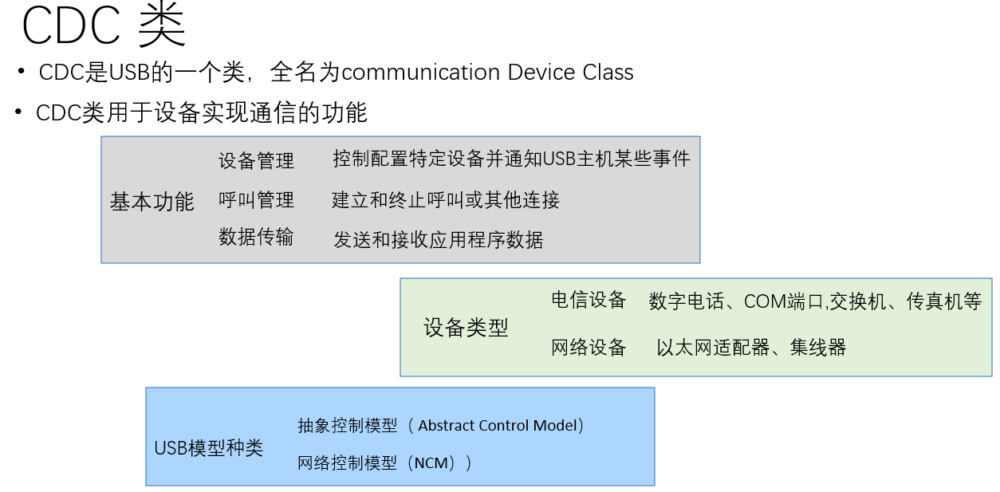 CDC 类
• CDC是USB的一个类，全名为communication Device Class
• CDC类用于设备实现通信的功能
基本功能
设备管理 控制配置特定设备并通知USB主机某些事件
呼叫管理 建立和终止呼叫或其他连接
数据传输 发送和接收应用程序数据
设备类型
电信设备 数字电话、COM端口,交换机、传真机等
网络设备 以太网适配器、集线器
USB模型种类
抽象控制模型（ Abstract Control Model）
网络控制模型（NCM））